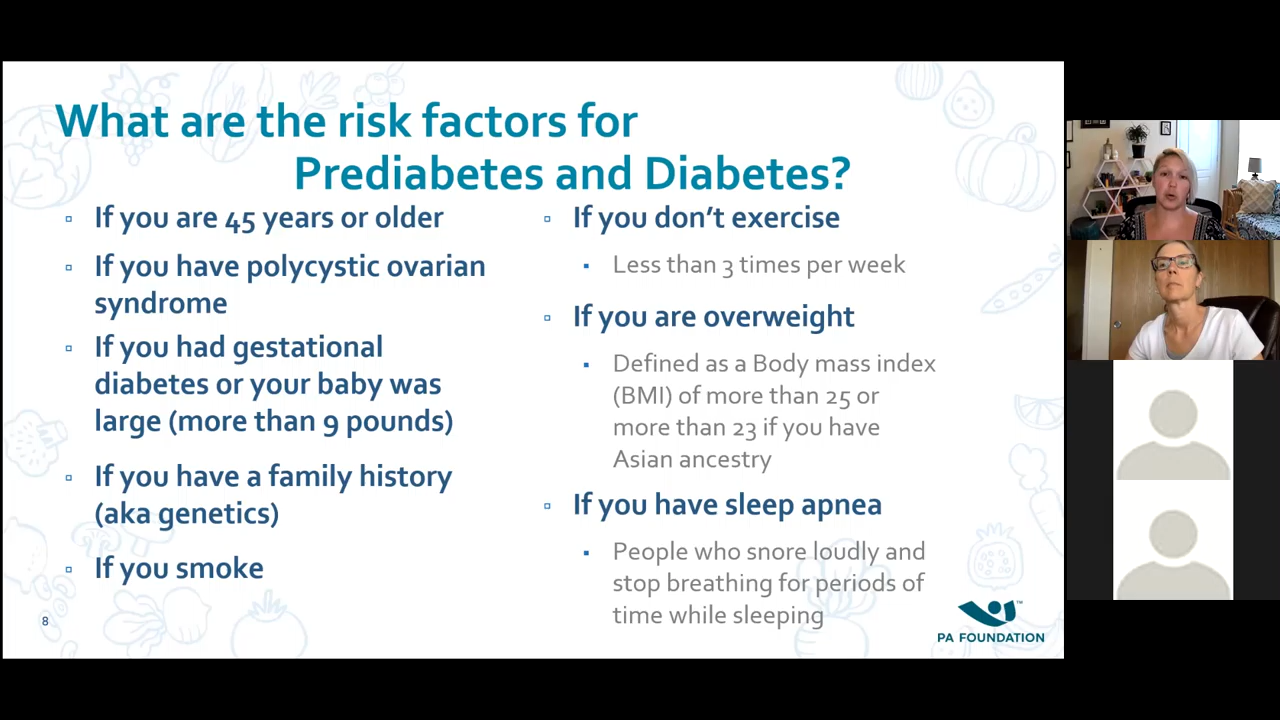 What are the risk factors for
Prediabetes and Diabetes?
▫ If you are 45 years or older
▫ If you have polycystic ovarian
syndrome
▫ If you had gestational
diabetes or your baby was
large (more than 9 pounds)
▫ If you have a family history
(aka genetics)
▫ If you smoke
▫ If you don’t exercise
▪ Less than 3 times per week
▫ If you are overweight
▪ Defined as a Body mass index
(BMI) of more than 25 or
more than 23 if you have
Asian ancestry
▫ If you have sleep apnea
▪ People who snore loudly and
stop breathing for periods of
time while sleeping
8
™
PA FOUNDATION